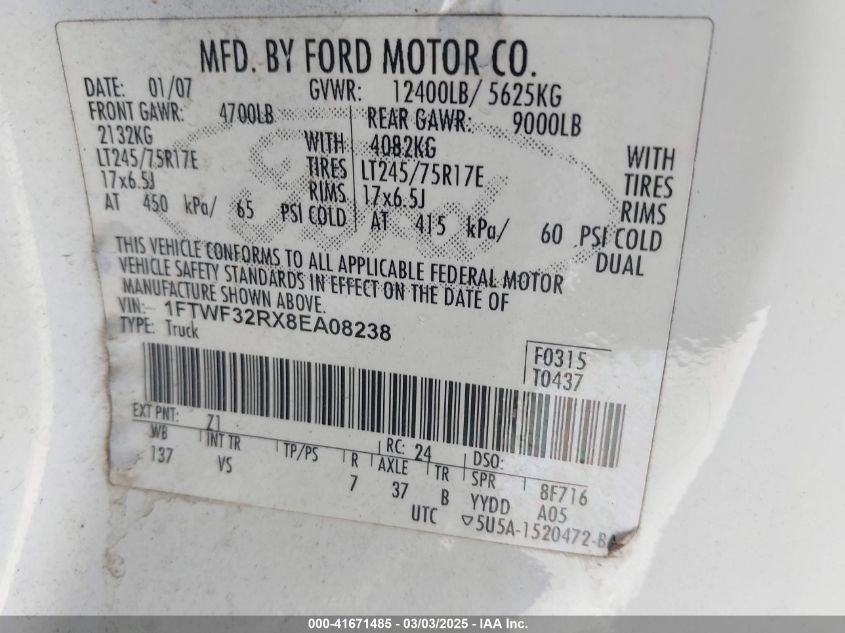 MFD. BY FORD MOTOR CO.
DATE: 01/07 GVWR: 12400LB/ 5625KG
FRONT GAWR: 4700LB REAR GAWR: 9000LB
2132KG WITH 4082KG WITH
LT245/75R17E TIRES LT245/75R17E TIRES
17x6.5J RIMS 17x6.5J RIMS
AT 450 kPa/ 65 PSI COLD AT 415 kPa/ 60 PSI COLD
DUAL
Ford
THIS VEHICLE CONFORMS TO ALL APPLICABLE FEDERAL MOTOR
VEHICLE SAFETY STANDARDS IN EFFECT ON THE DATE OF
MANUFACTURE SHOWN ABOVE.
VIN: 1FTWF32RX8EA08238
TYPE: Truck
F0315
T0437
EXT PNT: Z1 RC: 24 DSO:
WB INT TR TP/PS R AXLE TR SPR
137 VS 7 37 B YYDD 8F716
A05
UTC ▽5U5A-1520472-BA
000-41671485 - 03/03/2025 - IAA Inc.